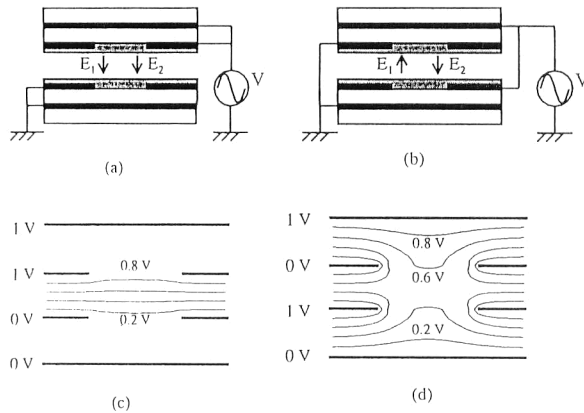 E1 E2 V
(a)
E1 E2 V
(b)
1 V
1 V 0.8 V
0 V 0.2 V
0 V
(c)
1 V
0.8 V
0 V 0.6 V
1 V
0.2 V
0 V
(d)